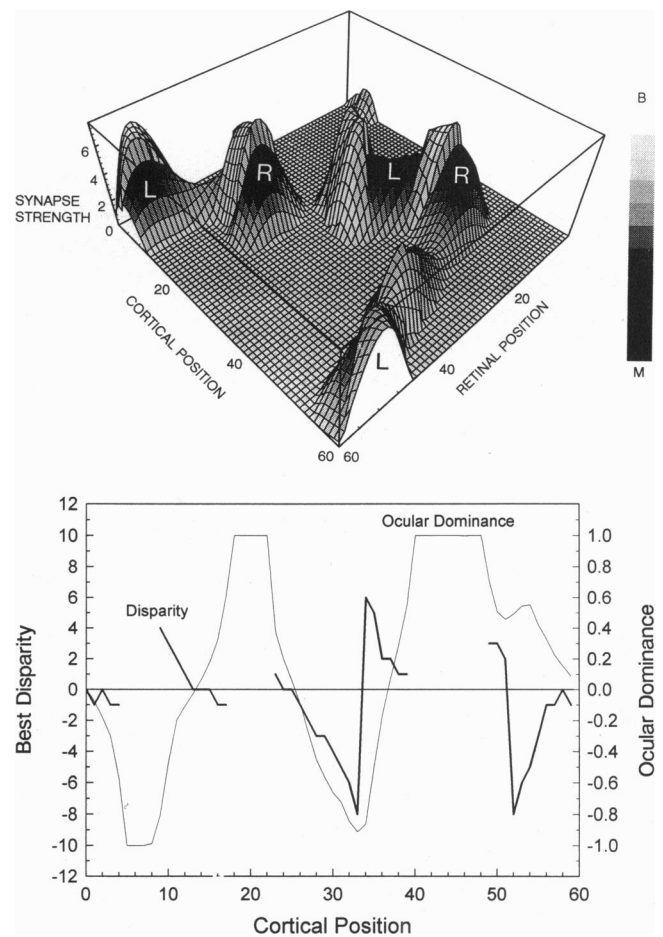 B
6
4
2
0
SYNAPSE
STRENGTH
L
R
L
R
L
20
40
60
CORTICAL POSITION
20
40
60
RETINAL POSITION
M
12
10
8
6
4
2
0
-2
-4
-6
-8
-10
-12
Best Disparity
Ocular Dominance
Disparity
1.0
0.8
0.6
0.4
0.2
0.0
-0.2
-0.4
-0.6
-0.8
-1.0
Ocular Dominance
0 10 20 30 40 50 60
Cortical Position